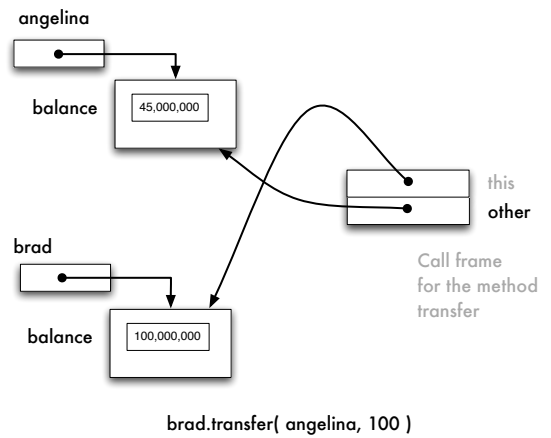 angelina
balance
45,000,000
this
other
brad
Call frame
for the method
transfer
balance
100,000,000
brad.transfer( angelina, 100 )